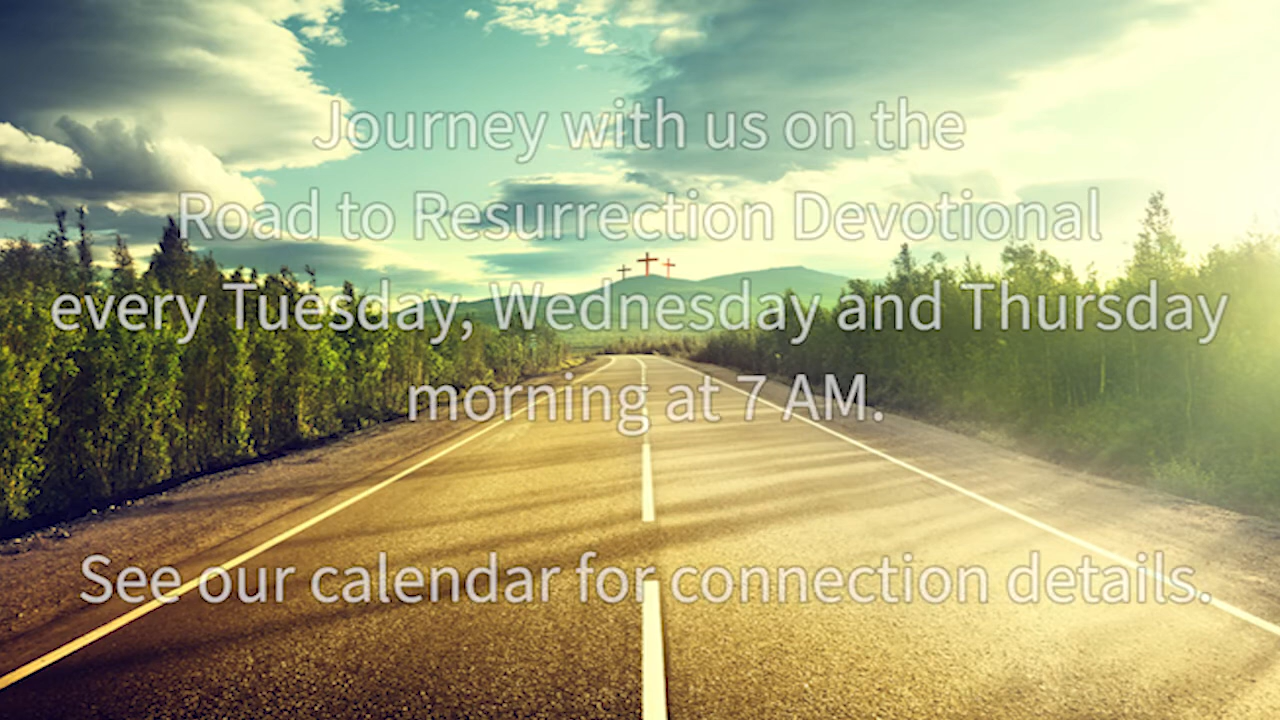 Journey with us on the
Road to Resurrection Devotional
every Tuesday, Wednesday and Thursday
morning at 7 AM.
See our calendar for connection details.